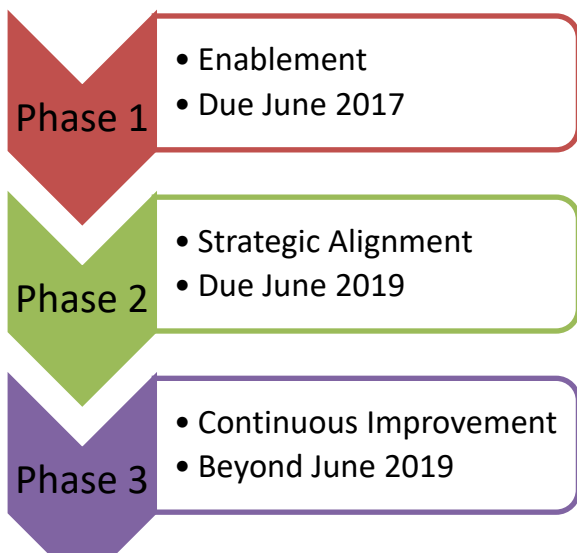 Phase 1
• Enablement
• Due June 2017
Phase 2
• Strategic Alignment
• Due June 2019
Phase 3
• Continuous Improvement
• Beyond June 2019